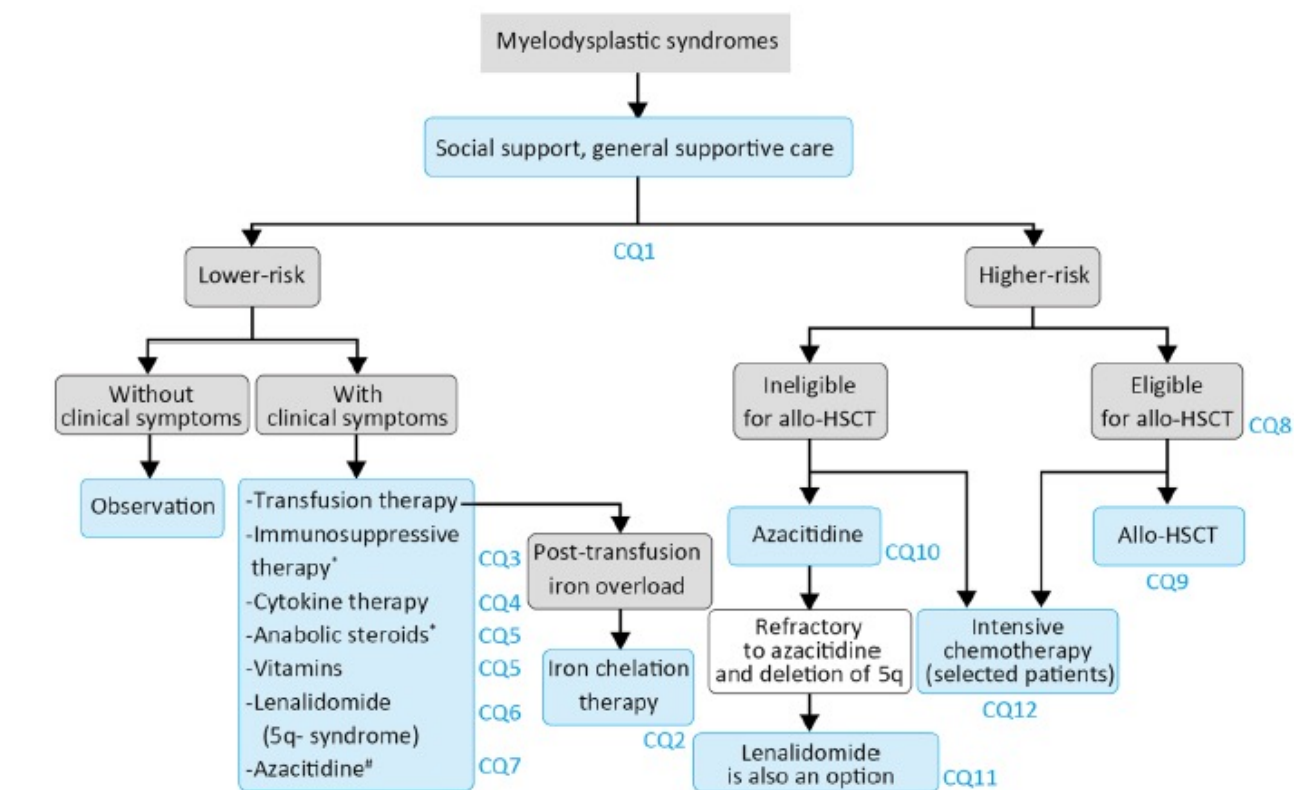 Myelodysplastic syndromes
Social support, general supportive care
CQ1
Lower-risk
Higher-risk
Without
clinical symptoms
With
clinical symptoms
Ineligible
for allo-HSCT
Eligible
for allo-HSCT
CQ8
Observation
-Transfusion therapy
-Immunosuppressive
therapy*
CQ3
-Cytokine therapy
CQ4
-Anabolic steroids*
CQ5
-Vitamins
CQ5
-Lenalidomide
(5q- syndrome)
CQ6
-Azacitidine#
CQ7
Post-transfusion
iron overload
Iron chelation
therapy
CQ2
Azacitidine
CQ10
Refractory
to azacitidine
and deletion of 5q
Lenalidomide
is also an option
CQ11
Intensive
chemotherapy
(selected patients)
CQ12
Allo-HSCT
CQ9